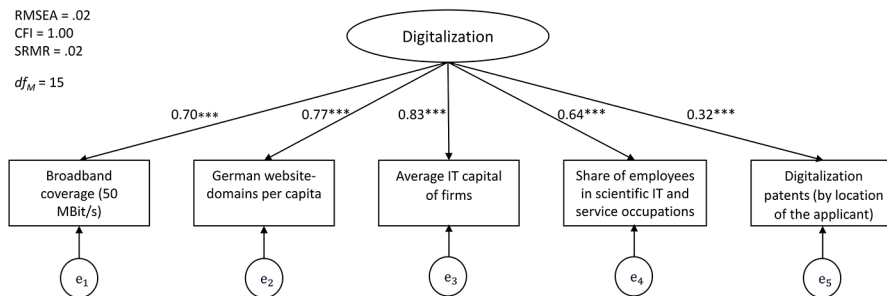 RMSEA = .02
CFI = 1.00
SRMR = .02
df_M = 15
Digitalization
0.70***
0.77***
0.83***
0.64***
0.32***
Broadband
coverage (50
MBit/s)
German website-
domains per capita
Average IT capital
of firms
Share of employees
in scientific IT and
service occupations
Digitalization
patents (by location
of the applicant)
e₁
e₂
e₃
e₄
e₅